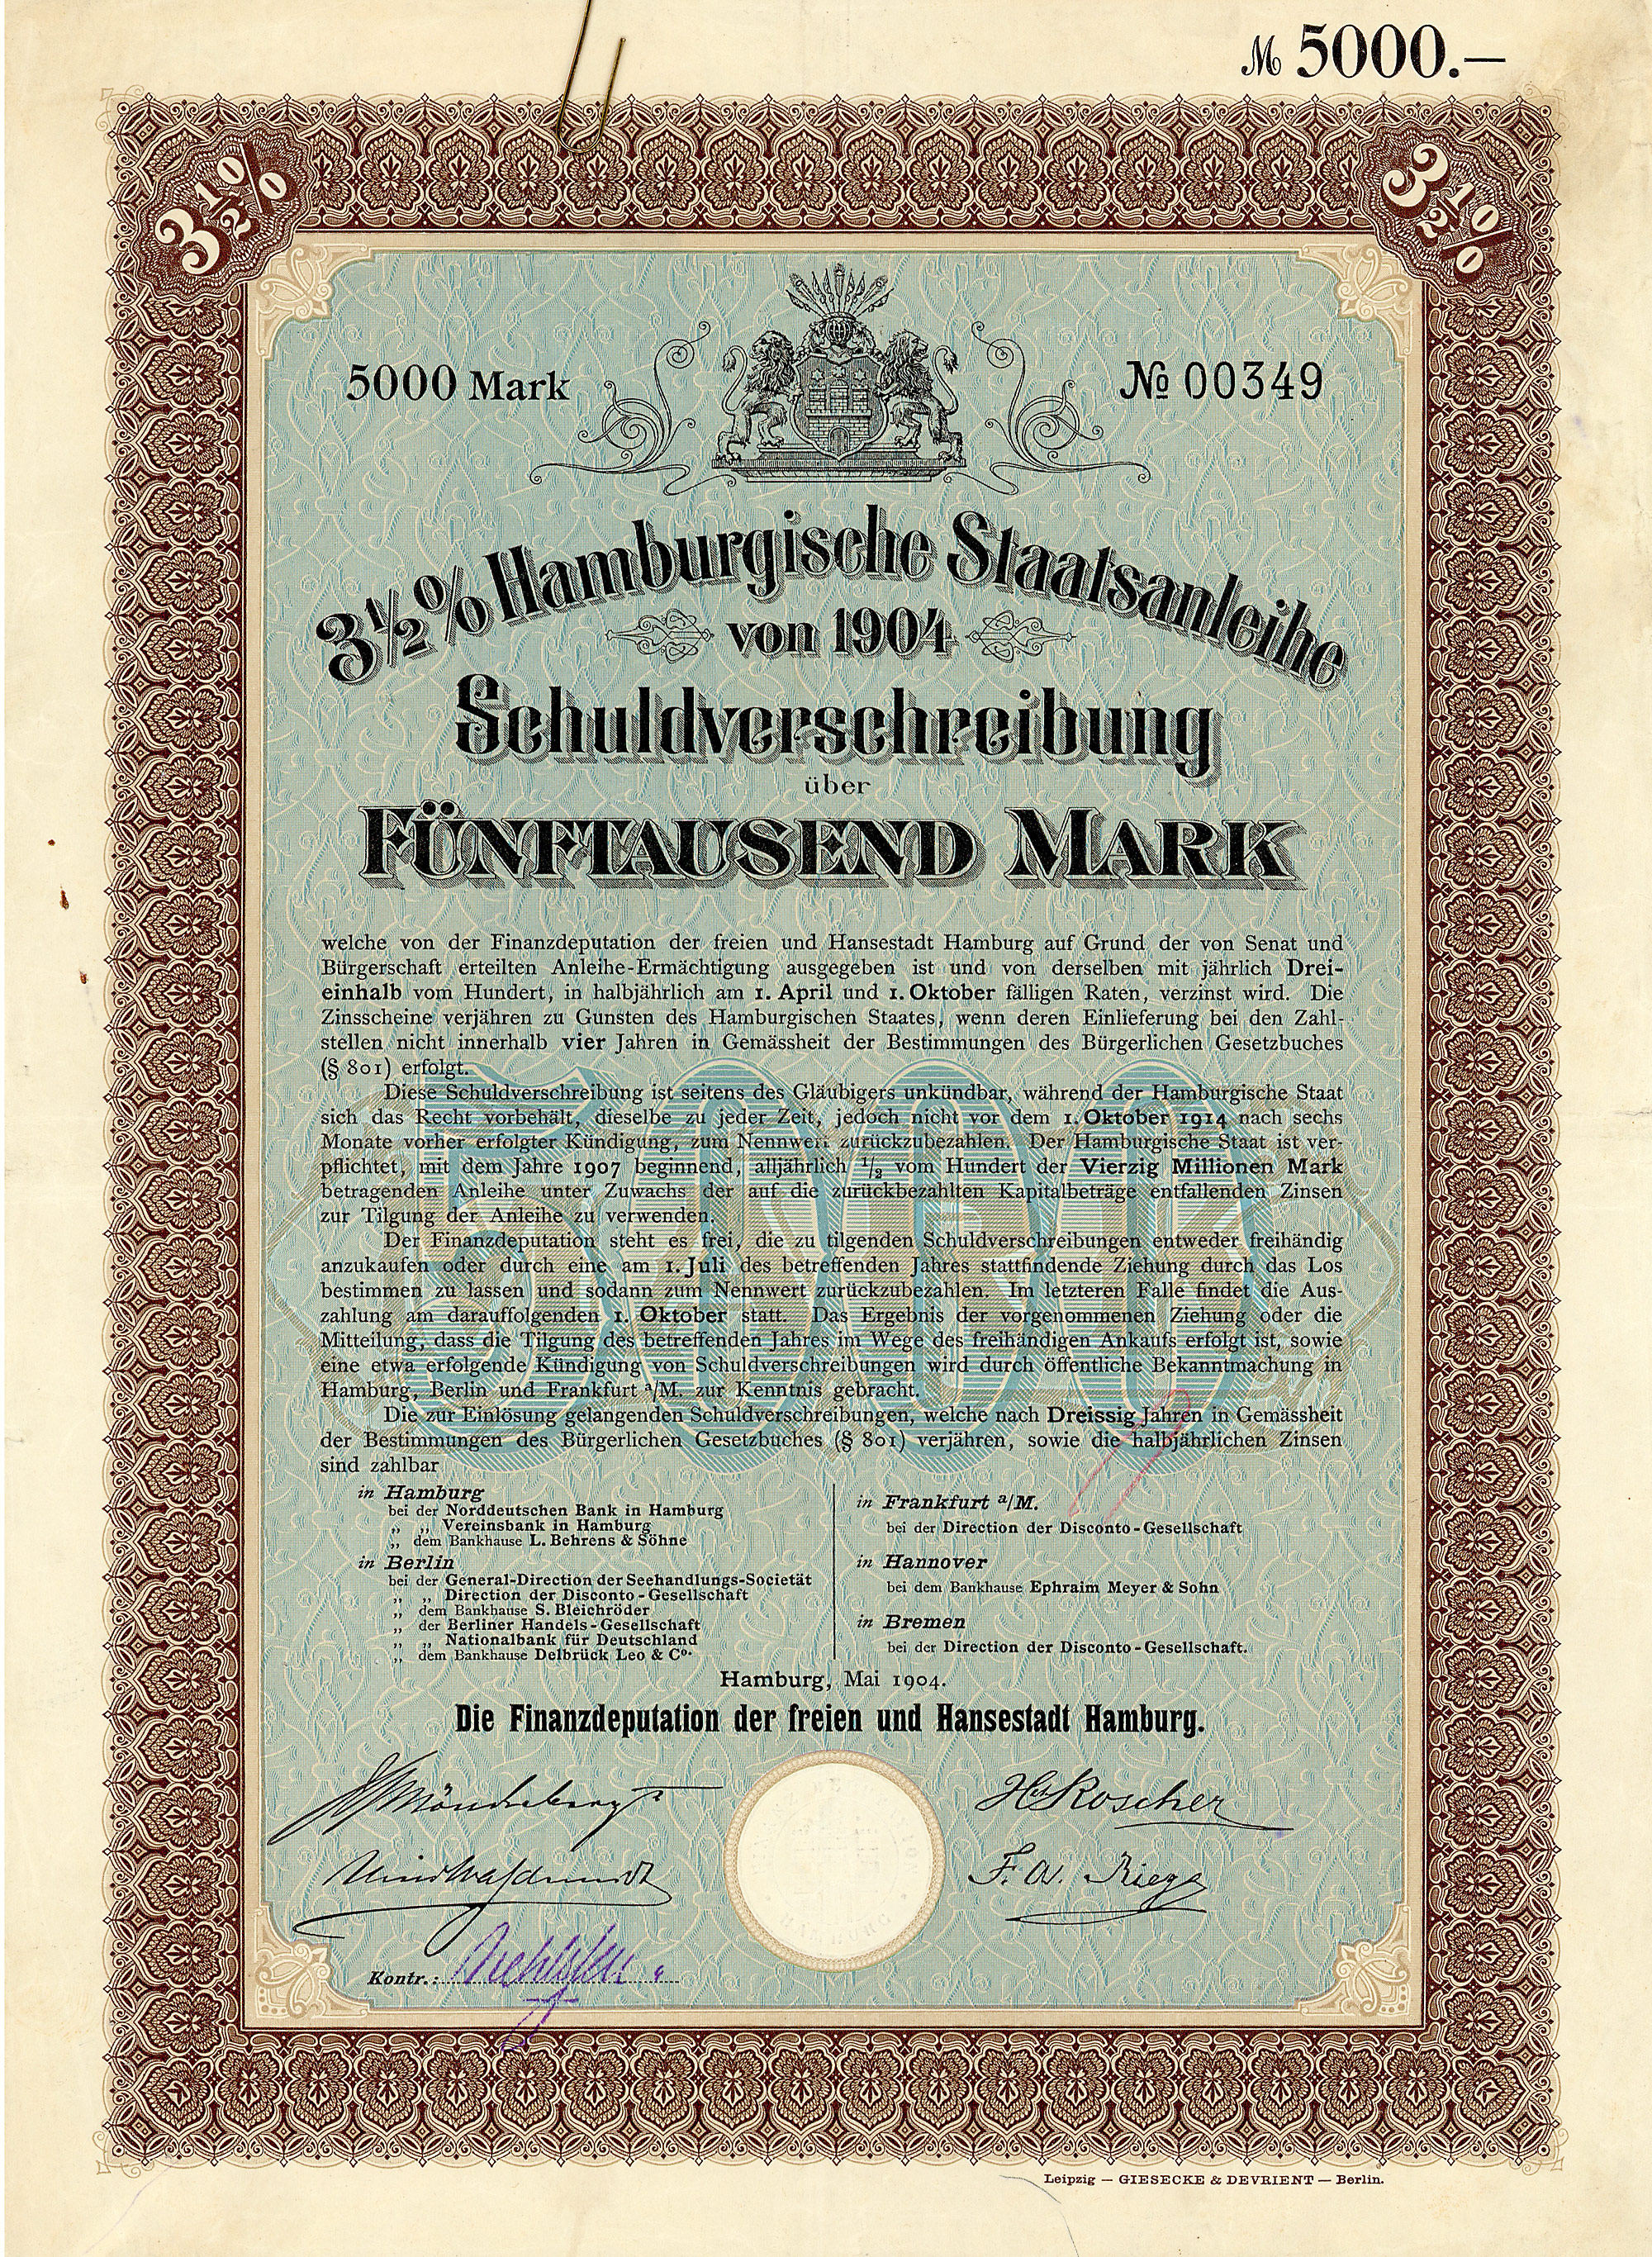 ℳ 5000.—
3½% 3½%
5000 Mark № 00349
3½% Hamburgische Staatsanleihe
von 1904
Schuldverschreibung
über
FÜNFTAUSEND MARK
welche von der Finanzdeputation der freien und Hansestadt Hamburg auf Grund der von Senat und
Bürgerschaft erteilten Anleihe-Ermächtigung ausgegeben ist und von derselben mit jährlich Drei-
einhalb vom Hundert, in halbjährlich am 1. April und 1. Oktober fälligen Raten, verzinst wird. Die
Zinsscheine verjähren zu Gunsten des Hamburgischen Staates, wenn deren Einlieferung bei den Zahl-
stellen nicht innerhalb vier Jahren in Gemässheit der Bestimmungen des Bürgerlichen Gesetzbuches
(§ 801) erfolgt.
Diese Schuldverschreibung ist seitens des Gläubigers unkündbar, während der Hamburgische Staat
sich das Recht vorbehält, dieselbe zu jeder Zeit, jedoch nicht vor dem 1. Oktober 1914 nach sechs
Monate vorher erfolgter Kündigung, zum Nennwert zurückzubezahlen. Der Hamburgische Staat ist ver-
pflichtet, mit dem Jahre 1907 beginnend, alljährlich 1/2 vom Hundert der Vierzig Millionen Mark
betragenden Anleihe unter Zuwachs der auf die zurückbezahlten Kapitalbeträge entfallenden Zinsen
zur Tilgung der Anleihe zu verwenden.
Der Finanzdeputation steht es frei, die zu tilgenden Schuldverschreibungen entweder freihändig
anzukaufen oder durch eine am 1. Juli des betreffenden Jahres stattfindende Ziehung durch das Los
bestimmen zu lassen und sodann zum Nennwert zurückzubezahlen. Im letzteren Falle findet die Aus-
zahlung am darauffolgenden 1. Oktober statt. Das Ergebnis der vorgenommenen Ziehung oder die
Mitteilung, dass die Tilgung des betreffenden Jahres im Wege des freihändigen Ankaufs erfolgt ist, sowie
eine etwa erfolgende Kündigung von Schuldverschreibungen wird durch öffentliche Bekanntmachung in
Hamburg, Berlin und Frankfurt a/M. zur Kenntnis gebracht.
Die zur Einlösung gelangenden Schuldverschreibungen, welche nach Dreissig Jahren in Gemässheit
der Bestimmungen des Bürgerlichen Gesetzbuches (§ 801) verjähren, sowie die halbjährlichen Zinsen
sind zahlbar
5000
in Hamburg
bei der Norddeutschen Bank in Hamburg
„ „ Vereinsbank in Hamburg
„ dem Bankhause L. Behrens & Söhne
in Berlin
bei der General-Direction der Seehandlungs-Societät
„ „ Direction der Disconto-Gesellschaft
„ dem Bankhause S. Bleichröder
„ der Berliner Handels-Gesellschaft
„ „ Nationalbank für Deutschland
„ dem Bankhause Delbrück Leo & Co.
in Frankfurt a/M.
bei der Direction der Disconto-Gesellschaft
in Hannover
bei dem Bankhause Ephraim Meyer & Sohn
in Bremen
bei der Direction der Disconto-Gesellschaft.
Hamburg, Mai 1904.
Die Finanzdeputation der freien und Hansestadt Hamburg.
Mönckeberg Roscher
F. W.
Kontr.:
Leipzig — GIESECKE & DEVRIENT — Berlin.